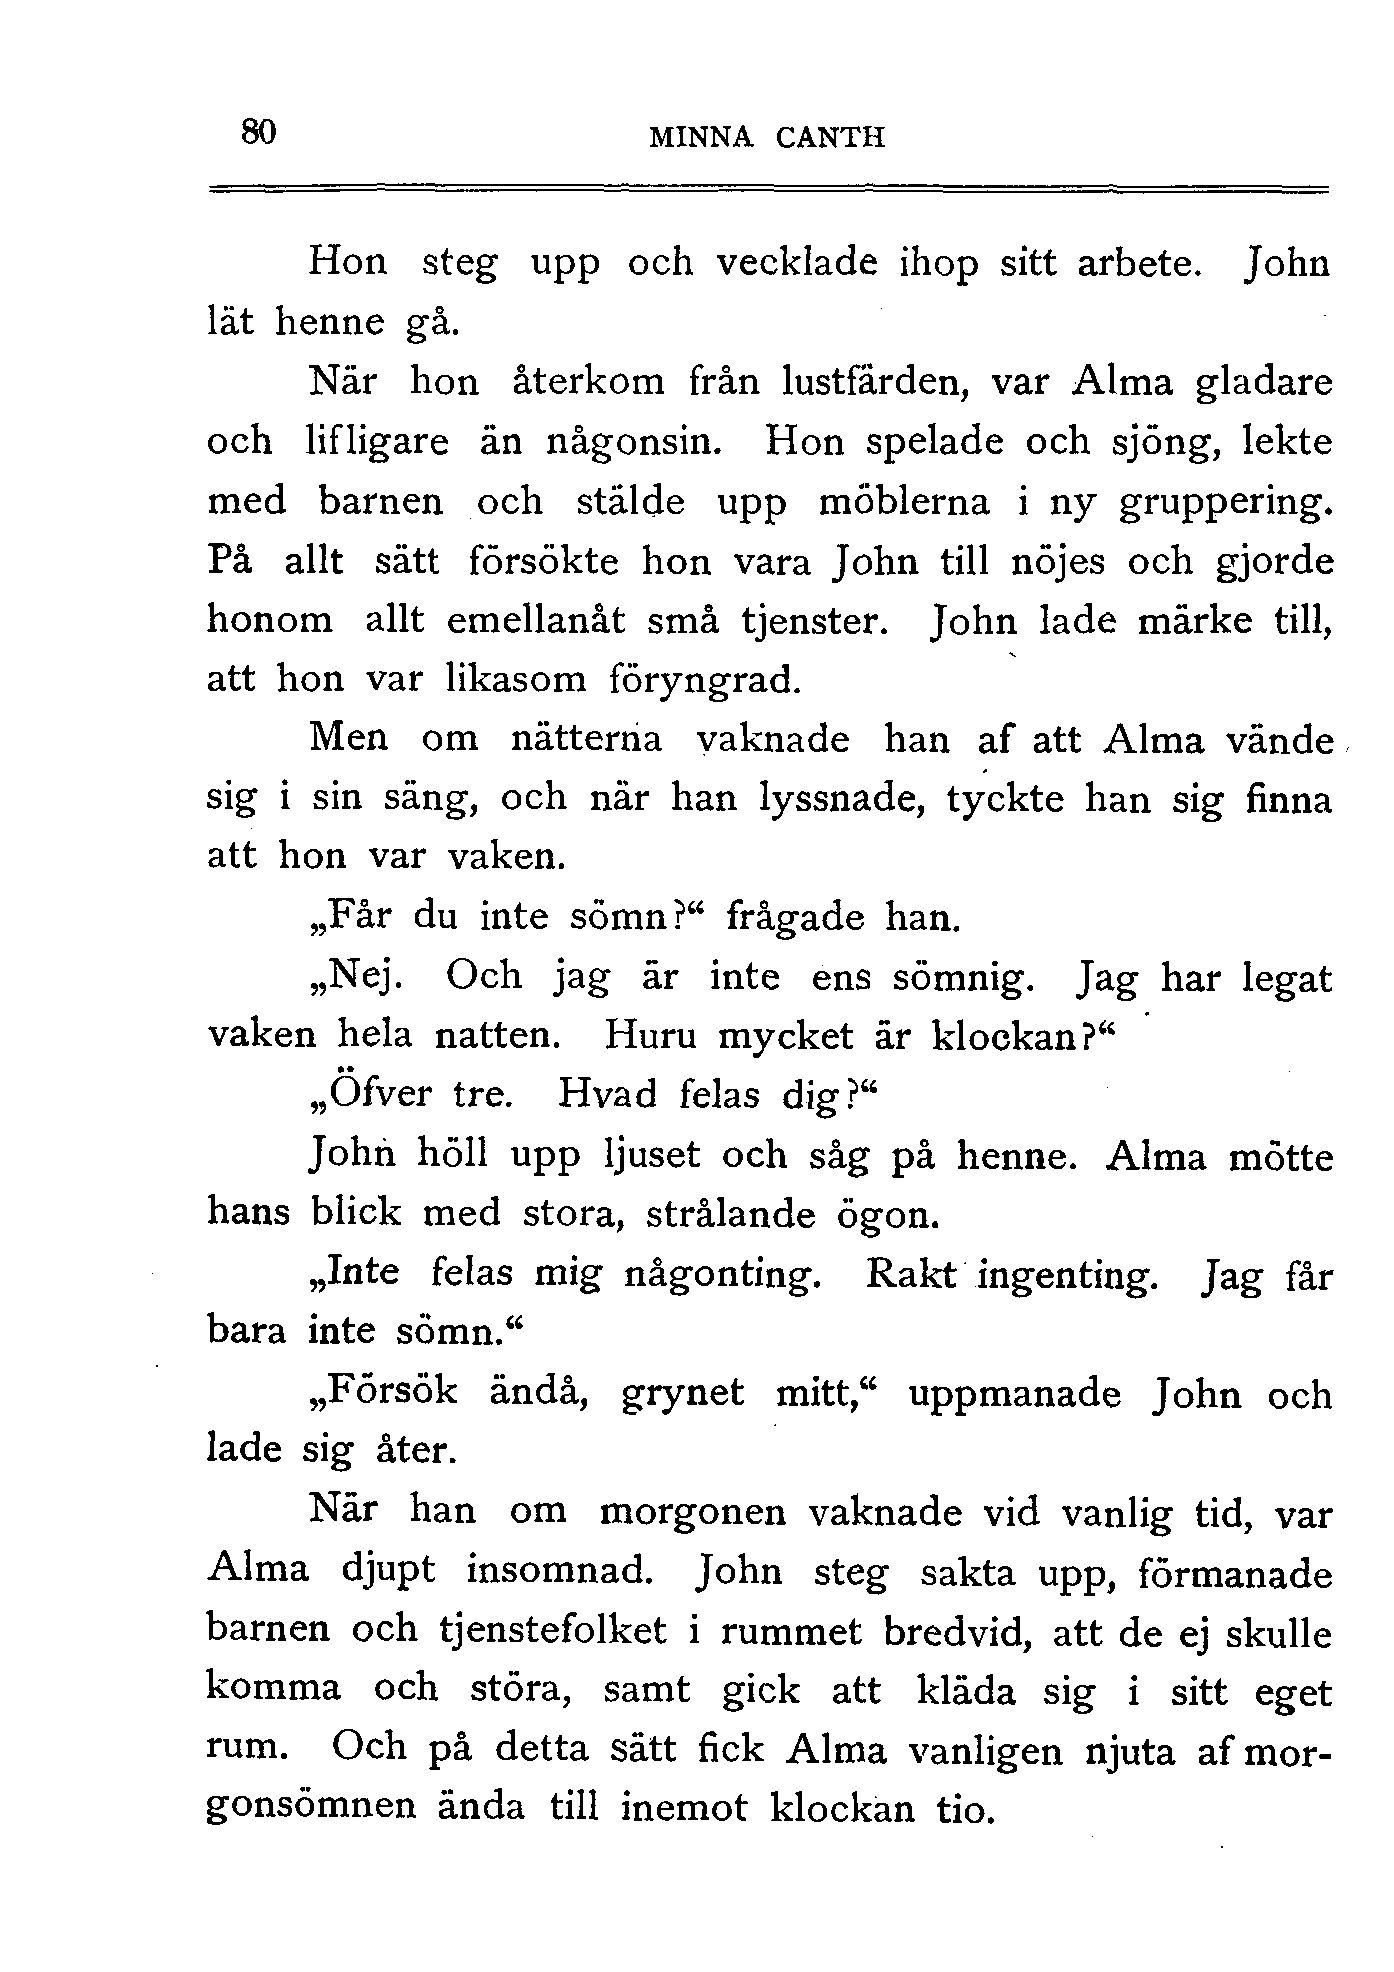 80 MINNA CANTH
Hon steg upp och vecklade ihop sitt arbete. John
lät henne gå.
När hon återkom från lustfärden, var Alma gladare
och lifligare än någonsin. Hon spelade och sjöng, lekte
med barnen och stälde upp möblerna i ny gruppering.
På allt sätt försökte hon vara John till nöjes och gjorde
honom allt emellanåt små tjenster. John lade märke till,
att hon var likasom föryngrad.
Men om nätterna vaknade han af att Alma vände
sig i sin säng, och när han lyssnade, tyckte han sig finna
att hon var vaken.
„Får du inte sömn?“ frågade han.
„Nej. Och jag är inte ens sömnig. Jag har legat
vaken hela natten. Huru mycket är klockan?“
„Öfver tre. Hvad felas dig?“
John höll upp ljuset och såg på henne. Alma mötte
hans blick med stora, strålande ögon.
„Inte felas mig någonting. Rakt ingenting. Jag får
bara inte sömn.“
„Försök ändå, grynet mitt,“ uppmanade John och
lade sig åter.
När han om morgonen vaknade vid vanlig tid, var
Alma djupt insomnad. John steg sakta upp, förmanade
barnen och tjenstefolket i rummet bredvid, att de ej skulle
komma och störa, samt gick att kläda sig i sitt eget
rum. Och på detta sätt fick Alma vanligen njuta af mor-
gonsömnen ända till inemot klockan tio.